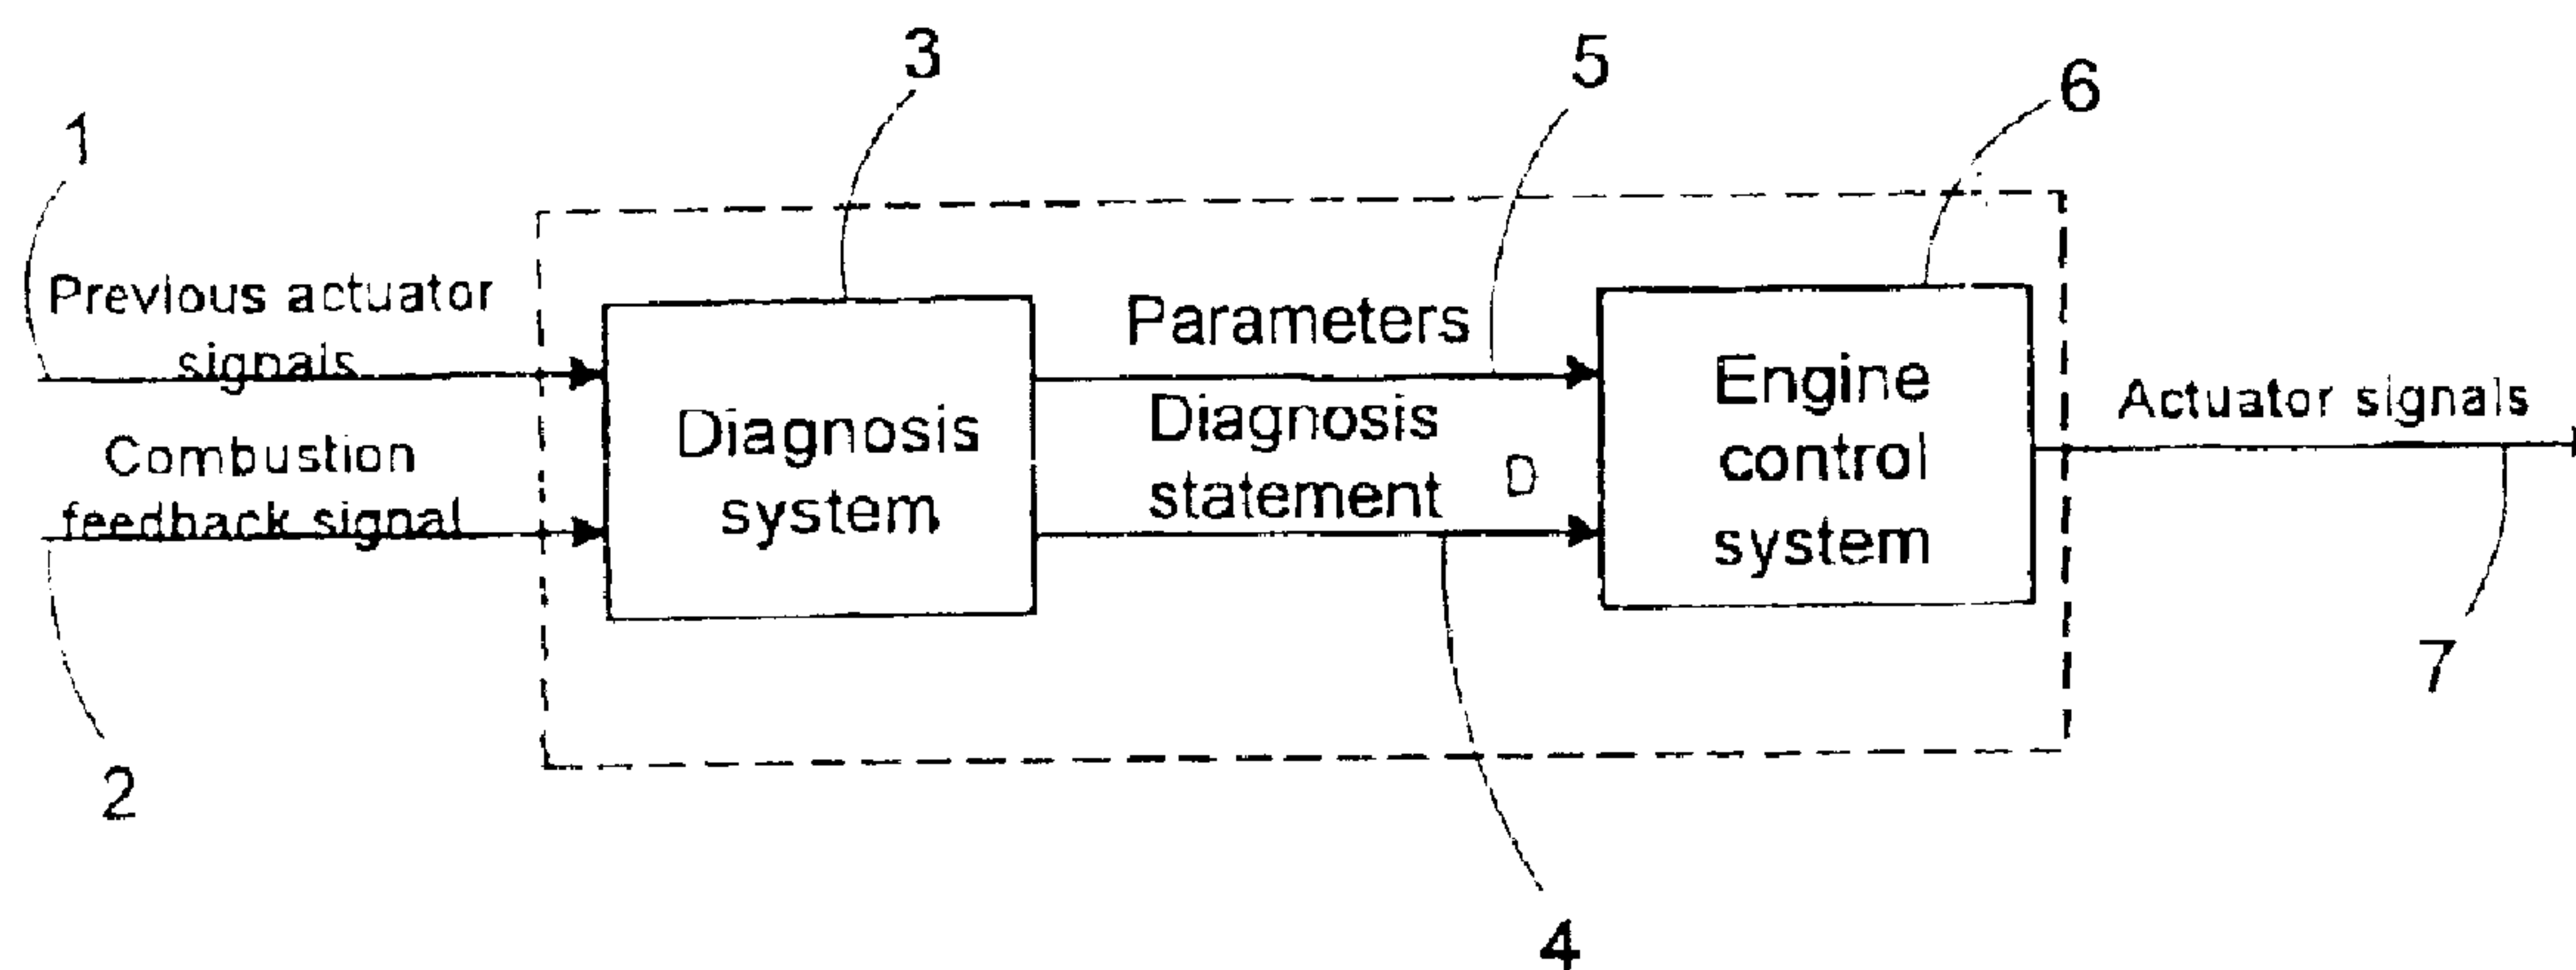 3
5
6
1
Previous actuator
signals
Combustion
feedback signal
Diagnosis
system
Parameters
Diagnosis
statement D
Engine
control
system
Actuator signals
7
2
4